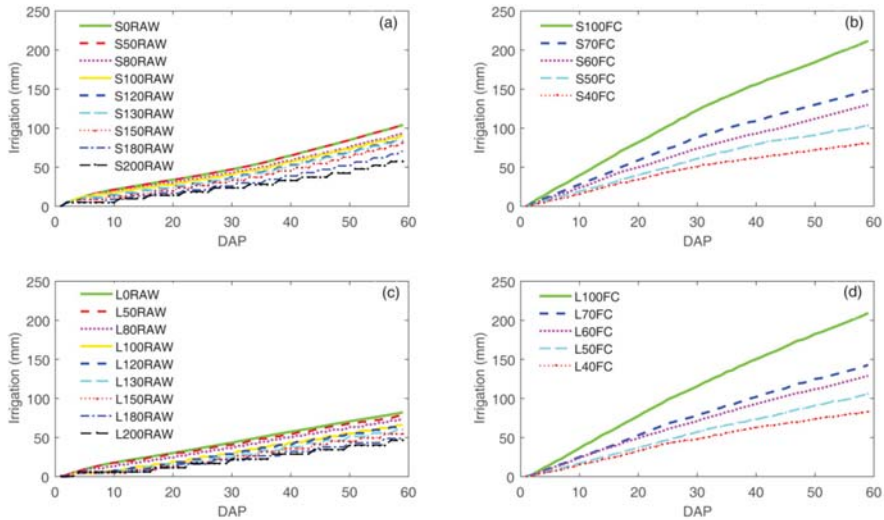 (a)
S0RAW
S50RAW
S80RAW
S100RAW
S120RAW
S130RAW
S150RAW
S180RAW
S200RAW
250
200
150
100
50
0
0 10 20 30 40 50 60
DAP
Irrigation (mm)
(b)
S100FC
S70FC
S60FC
S50FC
S40FC
250
200
150
100
50
0
0 10 20 30 40 50 60
DAP
Irrigation (mm)
(c)
L0RAW
L50RAW
L80RAW
L100RAW
L120RAW
L130RAW
L150RAW
L180RAW
L200RAW
250
200
150
100
50
0
0 10 20 30 40 50 60
DAP
Irrigation (mm)
(d)
L100FC
L70FC
L60FC
L50FC
L40FC
250
200
150
100
50
0
0 10 20 30 40 50 60
DAP
Irrigation (mm)